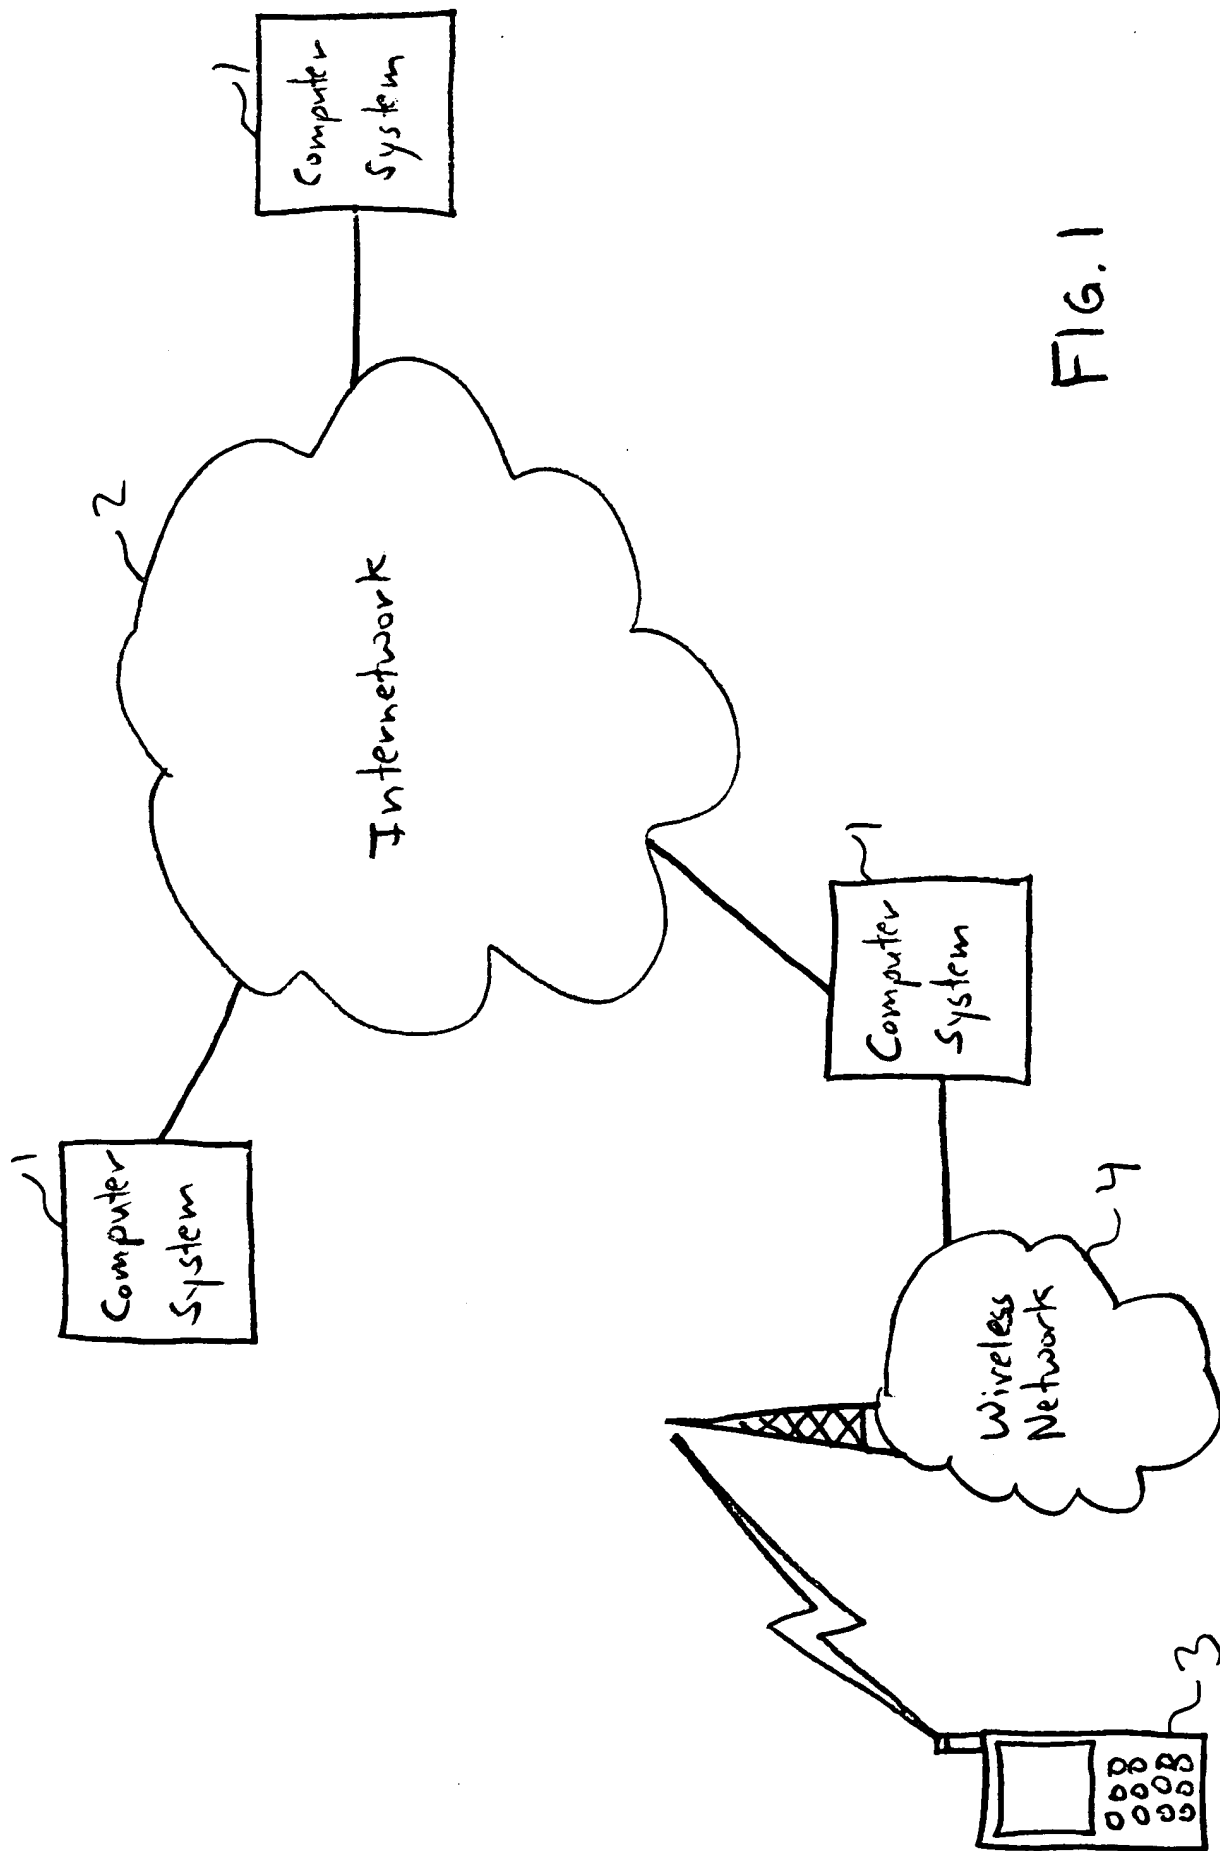 1
Computer
System
2
Internetwork
1
Computer
System
1
Computer
System
Wireless
Network
4
3
FIG. 1